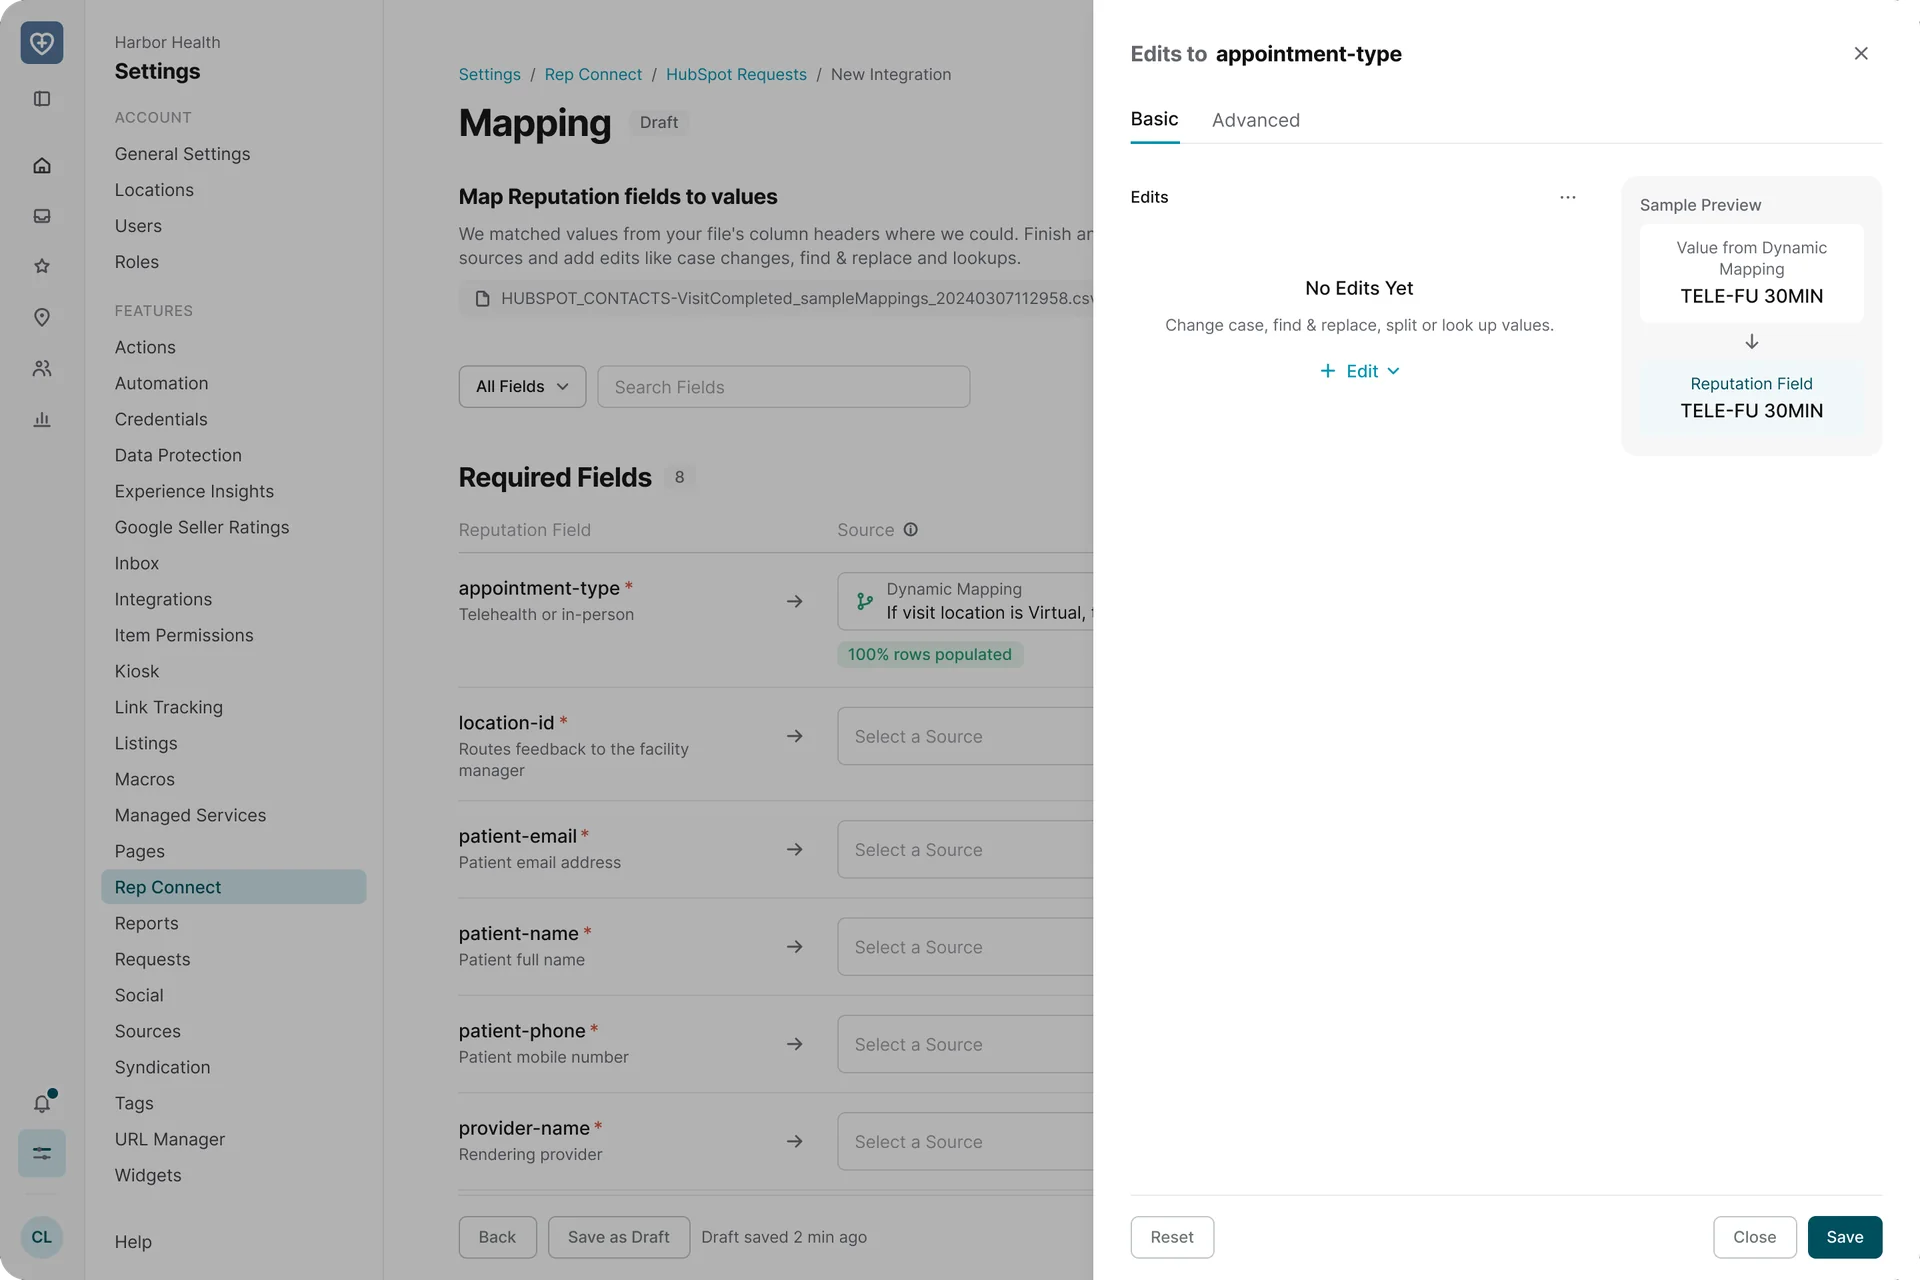 Harbor Health
Settings
ACCOUNT
General Settings
Locations
Users
Roles
FEATURES
Actions
Automation
Credentials
Data Protection
Experience Insights
Google Seller Ratings
Inbox
Integrations
Item Permissions
Kiosk
Link Tracking
Listings
Macros
Managed Services
Pages
Rep Connect
Reports
Requests
Social
Sources
Syndication
Tags
URL Manager
Widgets
Help
CL
Settings / Rep Connect / HubSpot Requests / New Integration
Mapping Draft
Map Reputation fields to values
We matched values from your file's column headers where we could. Finish
sources and add edits like case changes, find & replace and lookups.
HUBSPOT_CONTACTS-VisitCompleted_sampleMappings_20240307112958.csv
All Fields Search Fields
Required Fields 8
Reputation Field Source
appointment-type *
Telehealth or in-person
Dynamic Mapping
If visit location is Virtual,
100% rows populated
location-id *
Routes feedback to the facility
manager
Select a Source
patient-email *
Patient email address
Select a Source
patient-name *
Patient full name
Select a Source
patient-phone *
Patient mobile number
Select a Source
provider-name *
Rendering provider
Select a Source
Back Save as Draft Draft saved 2 min ago
Edits to appointment-type
Basic Advanced
Edits
No Edits Yet
Change case, find & replace, split or look up values.
+ Edit
Sample Preview
Value from Dynamic
Mapping
TELE-FU 30MIN
Reputation Field
TELE-FU 30MIN
Reset Close Save